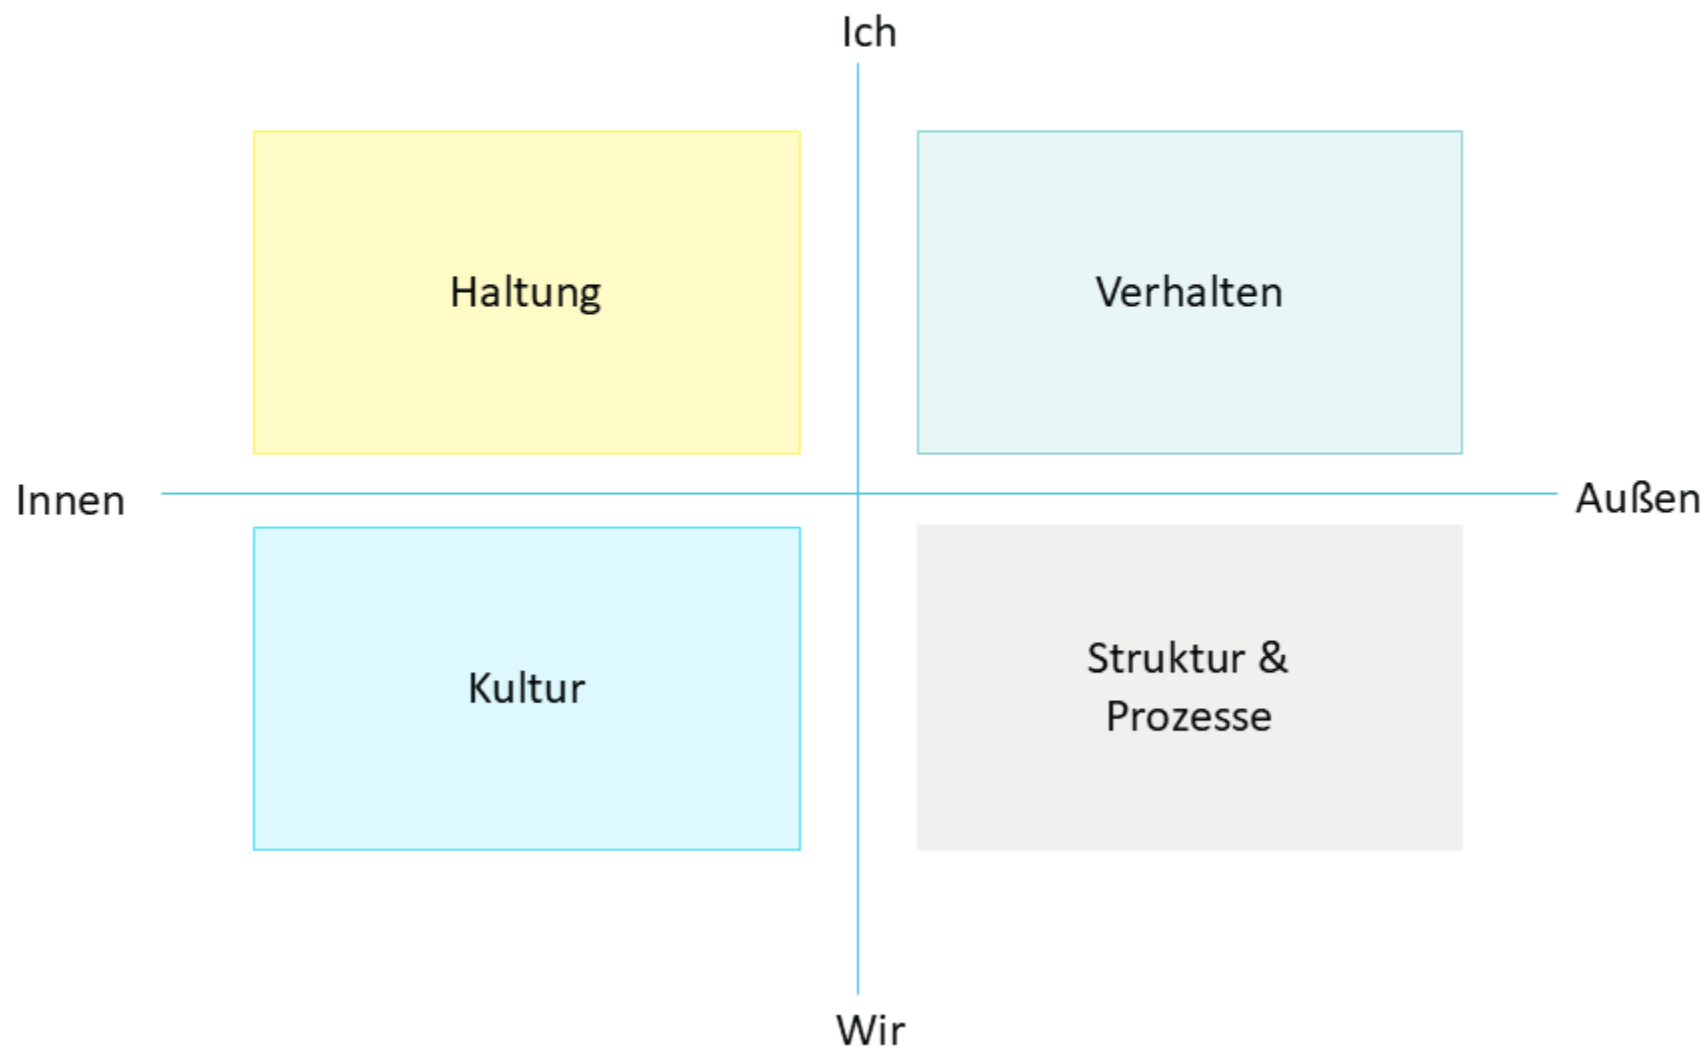 Ich
Haltung
Verhalten
Innen
Außen
Kultur
Struktur &
Prozesse
Wir